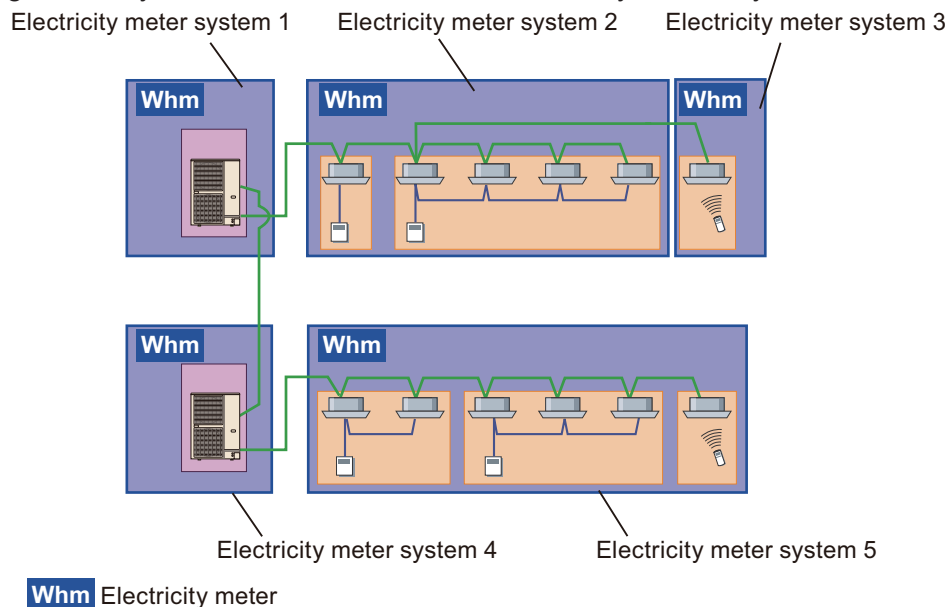 Electricity meter system 1
Electricity meter system 2
Electricity meter system 3
Whm
Whm
Whm
Whm
Whm
Electricity meter system 4
Electricity meter system 5
Whm Electricity meter